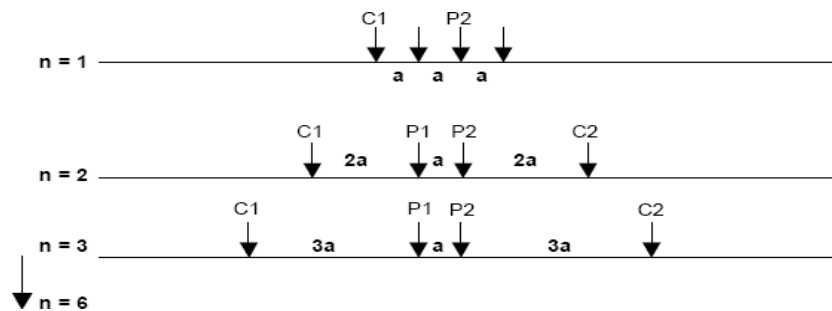 C1 P2
n = 1
a a a
C1 P1 P2 C2
2a a 2a
n = 2
C1 P1 P2 C2
n = 3 3a a 3a
n = 6